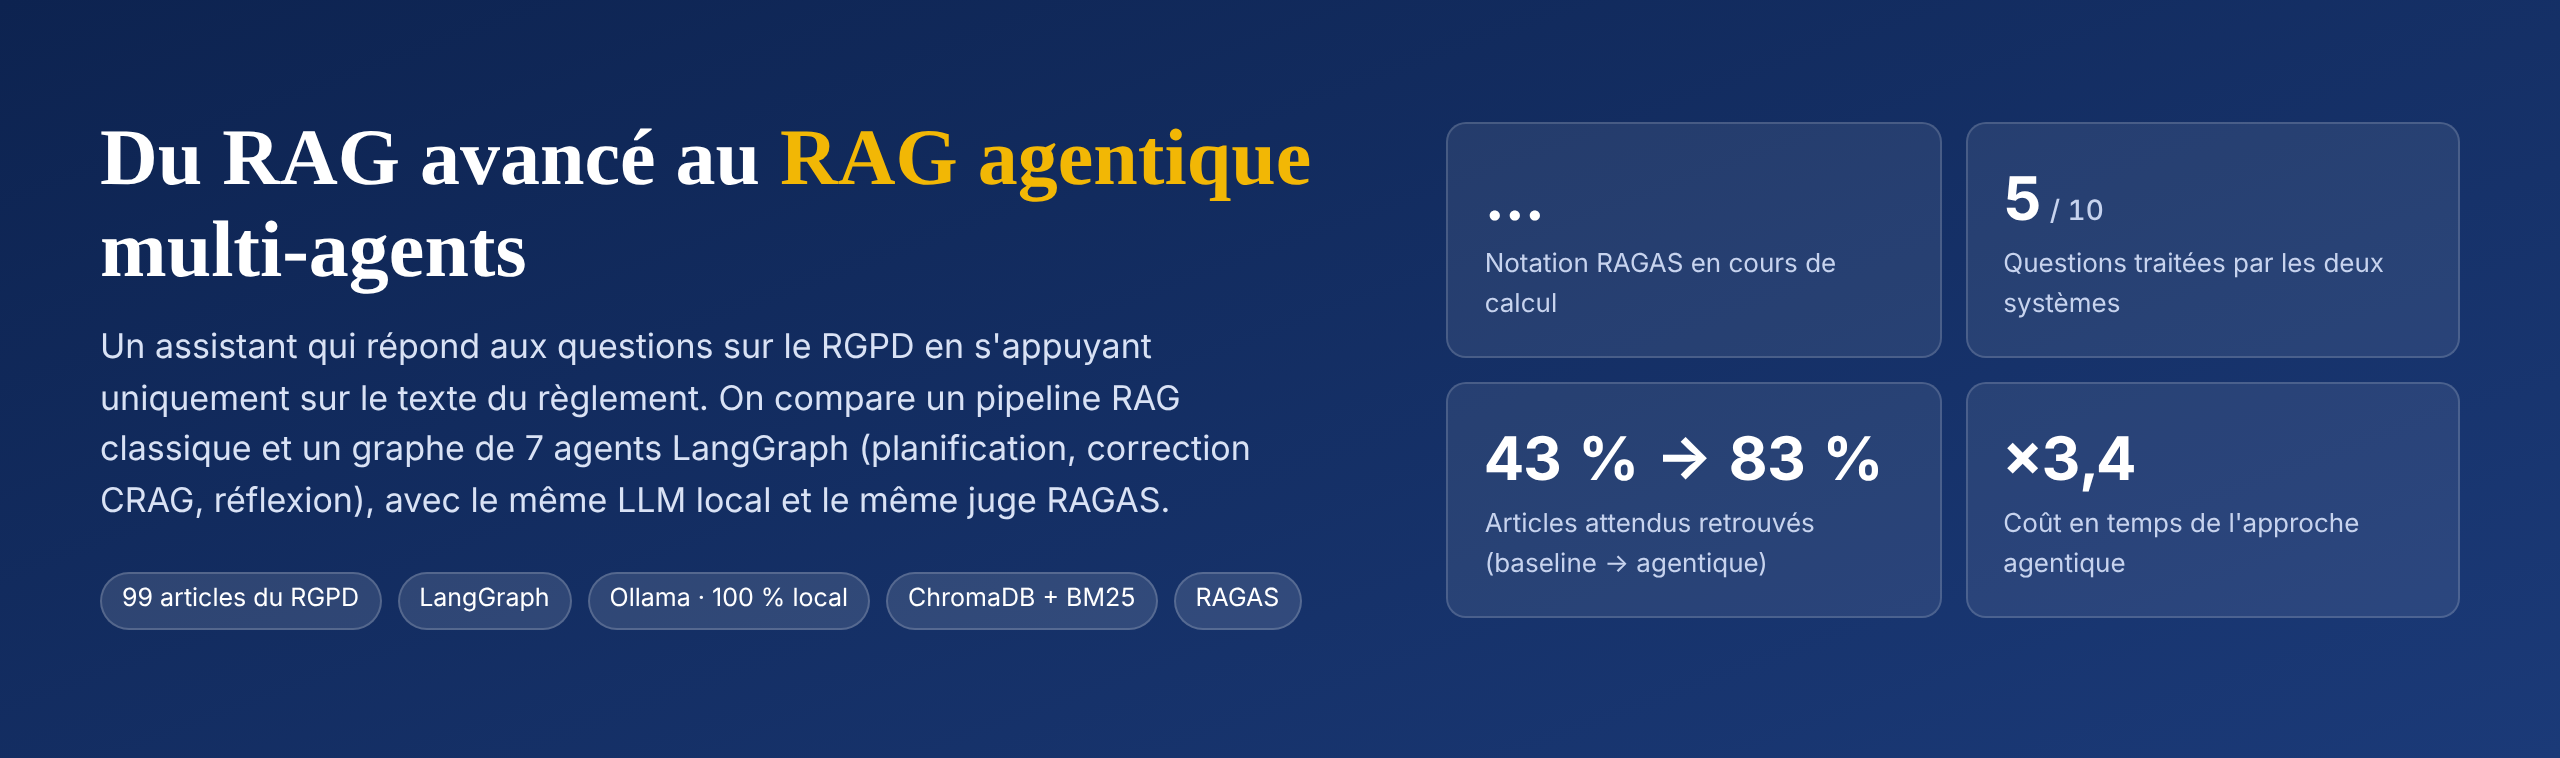 Du RAG avancé au RAG agentique
multi-agents
Un assistant qui répond aux questions sur le RGPD en s'appuyant
uniquement sur le texte du règlement. On compare un pipeline RAG
classique et un graphe de 7 agents LangGraph (planification, correction
CRAG, réflexion), avec le même LLM local et le même juge RAGAS.
99 articles du RGPD
LangGraph
Ollama · 100 % local
ChromaDB + BM25
RAGAS
...
Notation RAGAS en cours de
calcul
5 / 10
Questions traitées par les deux
systèmes
43 % → 83 %
Articles attendus retrouvés
(baseline → agentique)
×3,4
Coût en temps de l'approche
agentique